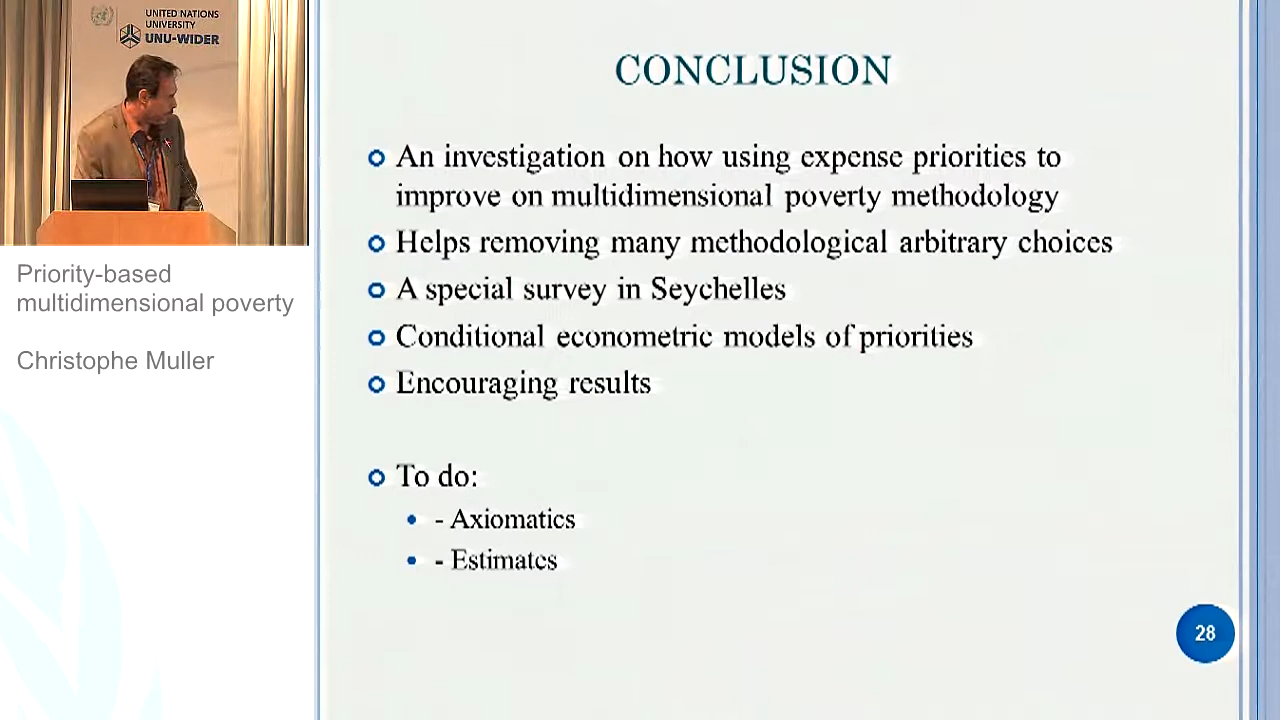 UNITED NATIONS
UNIVERSITY
UNU-WIDER
Priority-based
multidimensional poverty
Christophe Muller
CONCLUSION
An investigation on how using expense priorities to
improve on multidimensional poverty methodology
Helps removing many methodological arbitrary choices
A special survey in Seychelles
Conditional econometric models of priorities
Encouraging results
To do:
- Axiomatics
- Estimates
28